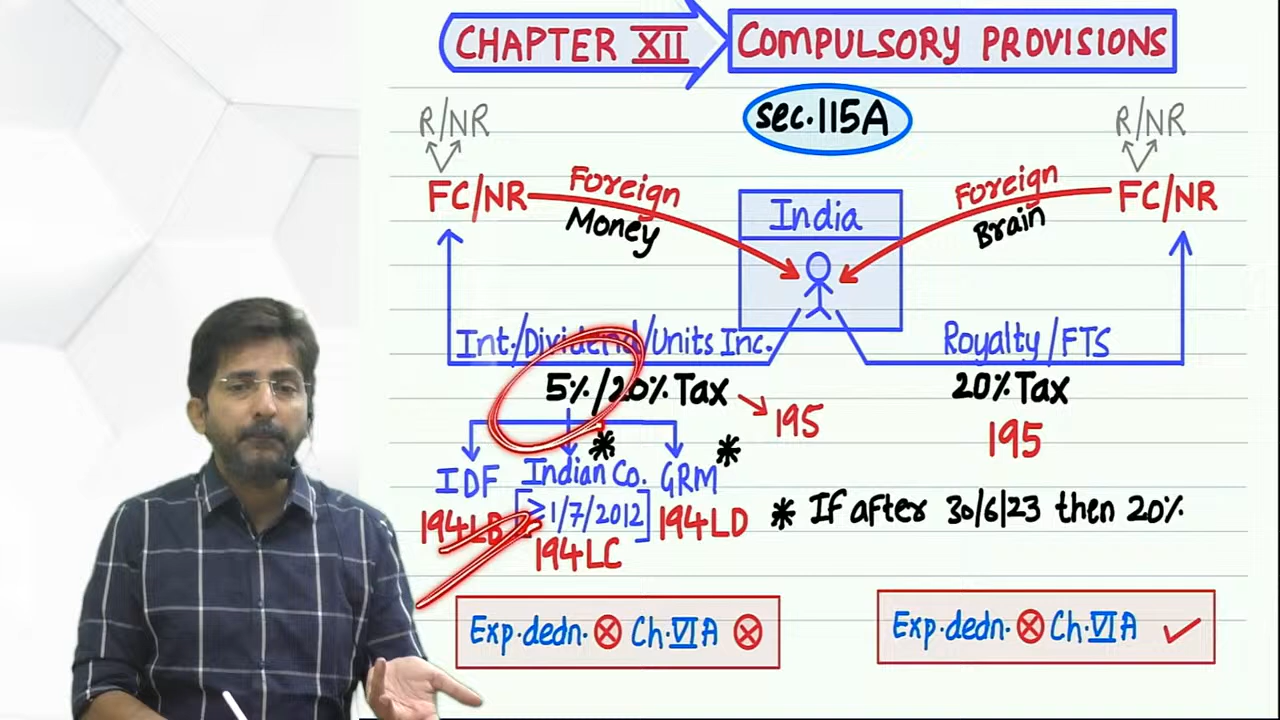 CHAPTER XII COMPULSORY PROVISIONS
sec.115A
R/NR R/NR
FC/NR Foreign Money India Foreign Brain FC/NR
Int./Dividend/Units Inc. Royalty/FTS
5%/20% Tax 20% Tax
195 195
* *
IDF Indian Co. GRM
194LB [≥1/7/2012] 194LD * If after 30/6/23 then 20%
194LC
Exp.dedn. ⊗ Ch.VIA ⊗ Exp.dedn. ⊗ Ch.VIA ✓